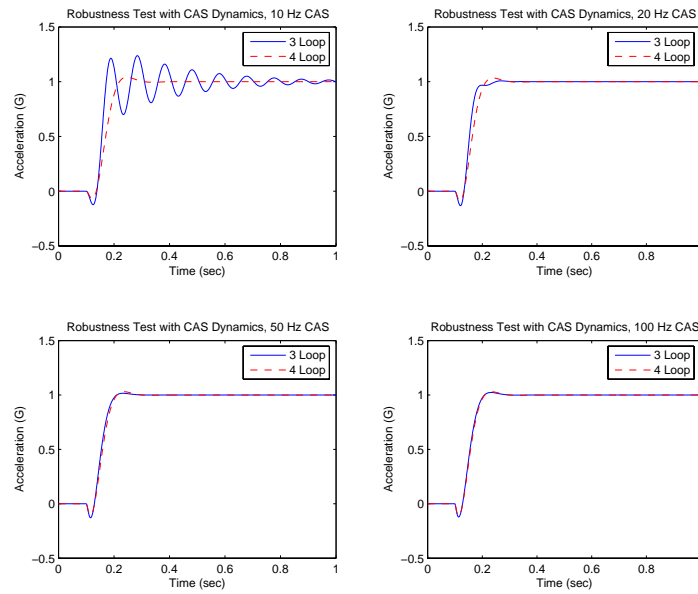 Robustness Test with CAS Dynamics, 10 Hz CAS
1.5
1
0.5
0
−0.5
0 0.2 0.4 0.6 0.8 1
Acceleration (G)
Time (sec)
3 Loop
4 Loop
Robustness Test with CAS Dynamics, 20 Hz CAS
1.5
1
0.5
0
−0.5
0 0.2 0.4 0.6 0.8
Acceleration (G)
Time (sec)
3 Loop
4 Loop
Robustness Test with CAS Dynamics, 50 Hz CAS
1.5
1
0.5
0
−0.5
0 0.2 0.4 0.6 0.8 1
Acceleration (G)
Time (sec)
3 Loop
4 Loop
Robustness Test with CAS Dynamics, 100 Hz CAS
1.5
1
0.5
0
−0.5
0 0.2 0.4 0.6 0.8
Acceleration (G)
Time (sec)
3 Loop
4 Loop